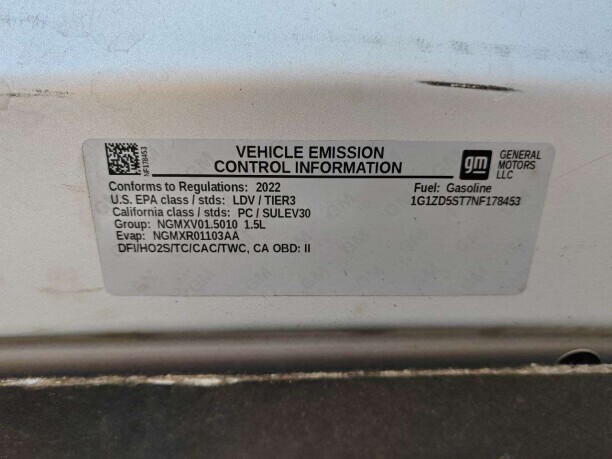 NF178453
VEHICLE EMISSION
CONTROL INFORMATION
gm
GENERAL
MOTORS
LLC
Conforms to Regulations: 2022
U.S. EPA class / stds: LDV / TIER3
California class / stds: PC / SULEV30
Group: NGMXV01.5010 1.5L
Evap: NGMXR01103AA
DFI/HO2S/TC/CAC/TWC, CA OBD: II
Fuel: Gasoline
1G1ZD5ST7NF178453